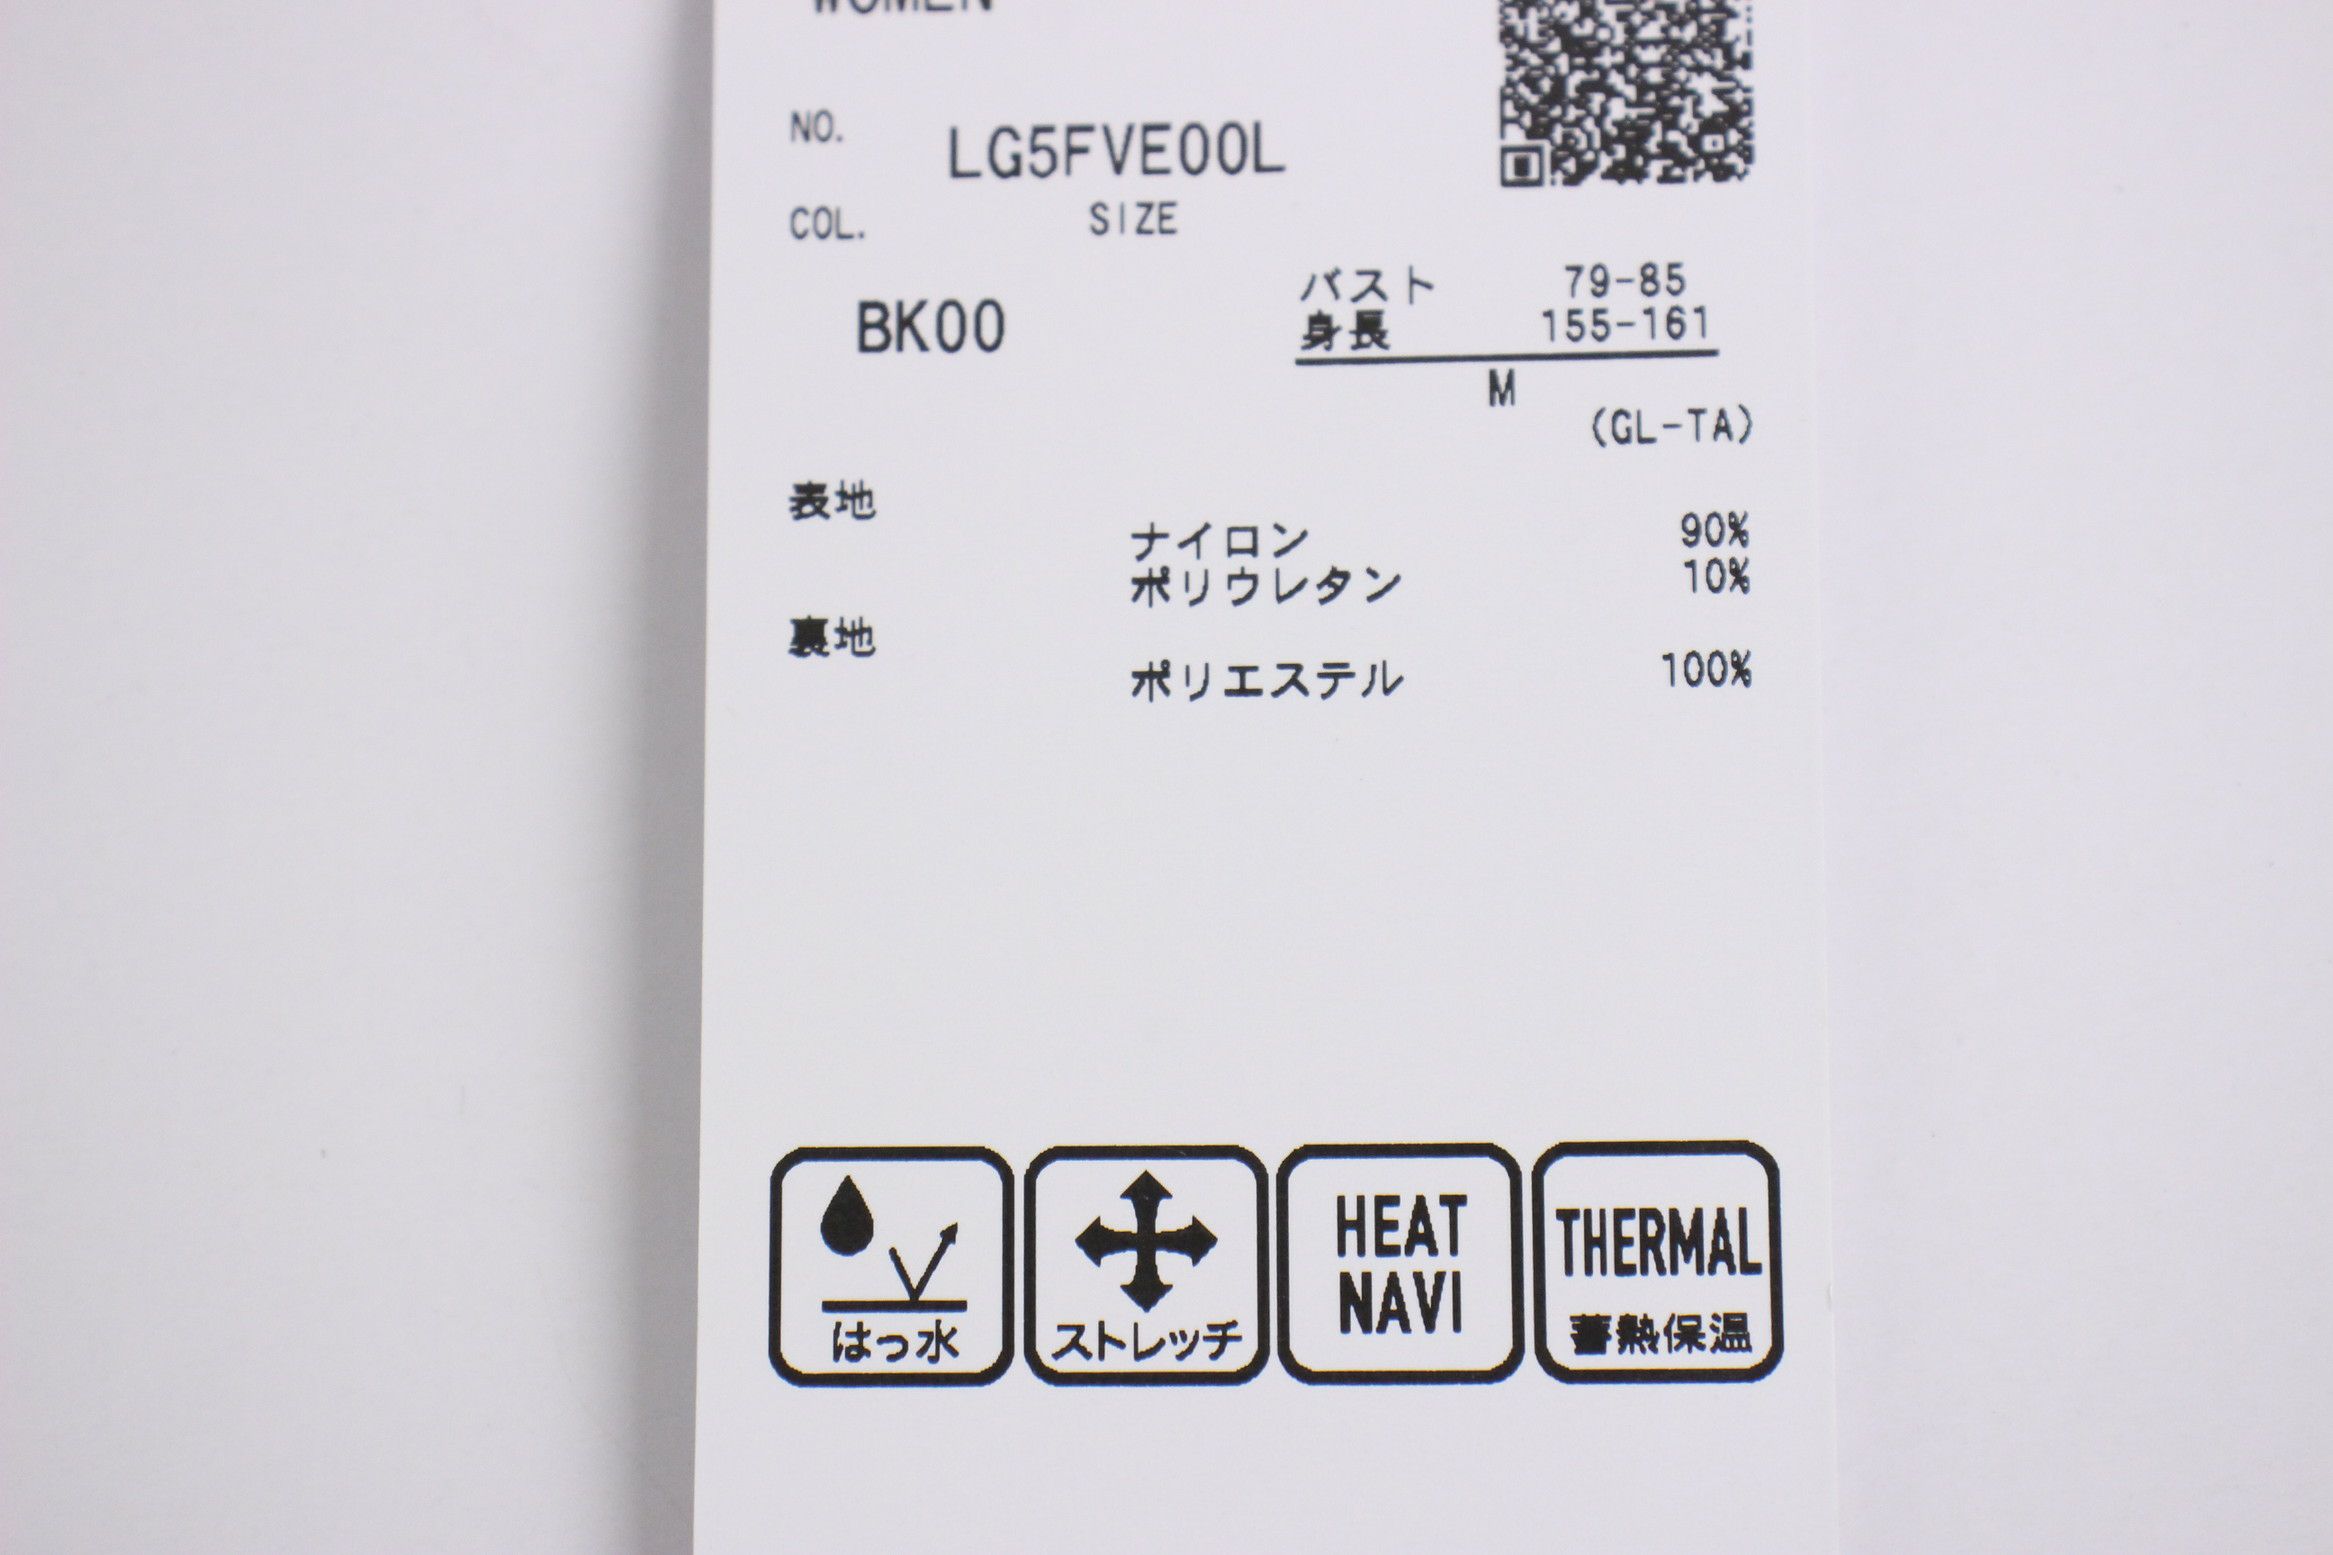 WOMEN
NO.
LG5FVE00L
COL.
SIZE
BK00
バスト 79-85
身長 155-161
M
(GL-TA)
表地
ナイロン 90%
ポリウレタン 10%
裏地
ポリエステル 100%
はっ水
ストレッチ
HEAT
NAVI
THERMAL
蓄熱保温